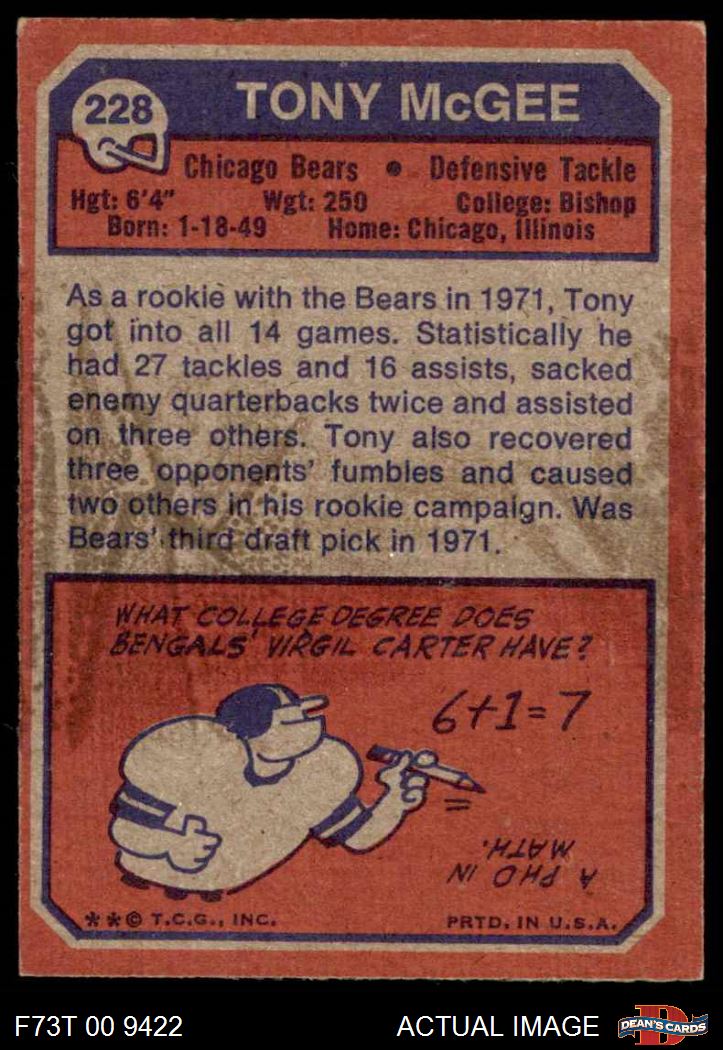 228
TONY McGEE
Chicago Bears • Defensive Tackle
Hgt: 6'4" Wgt: 250 College: Bishop
Born: 1-18-49 Home: Chicago, Illinois
As a rookie with the Bears in 1971, Tony
got into all 14 games. Statistically he
had 27 tackles and 16 assists, sacked
enemy quarterbacks twice and assisted
on three others. Tony also recovered
three opponents' fumbles and caused
two others in his rookie campaign. Was
Bears' third draft pick in 1971.
WHAT COLLEGE DEGREE DOES
BENGALS' VIRGIL CARTER HAVE?
6+1=7
A PHD IN
MATH.
* * © T.C.G., INC. PRTD. IN U.S.A.
F73T 00 9422 ACTUAL IMAGE D DEAN'S CARDS